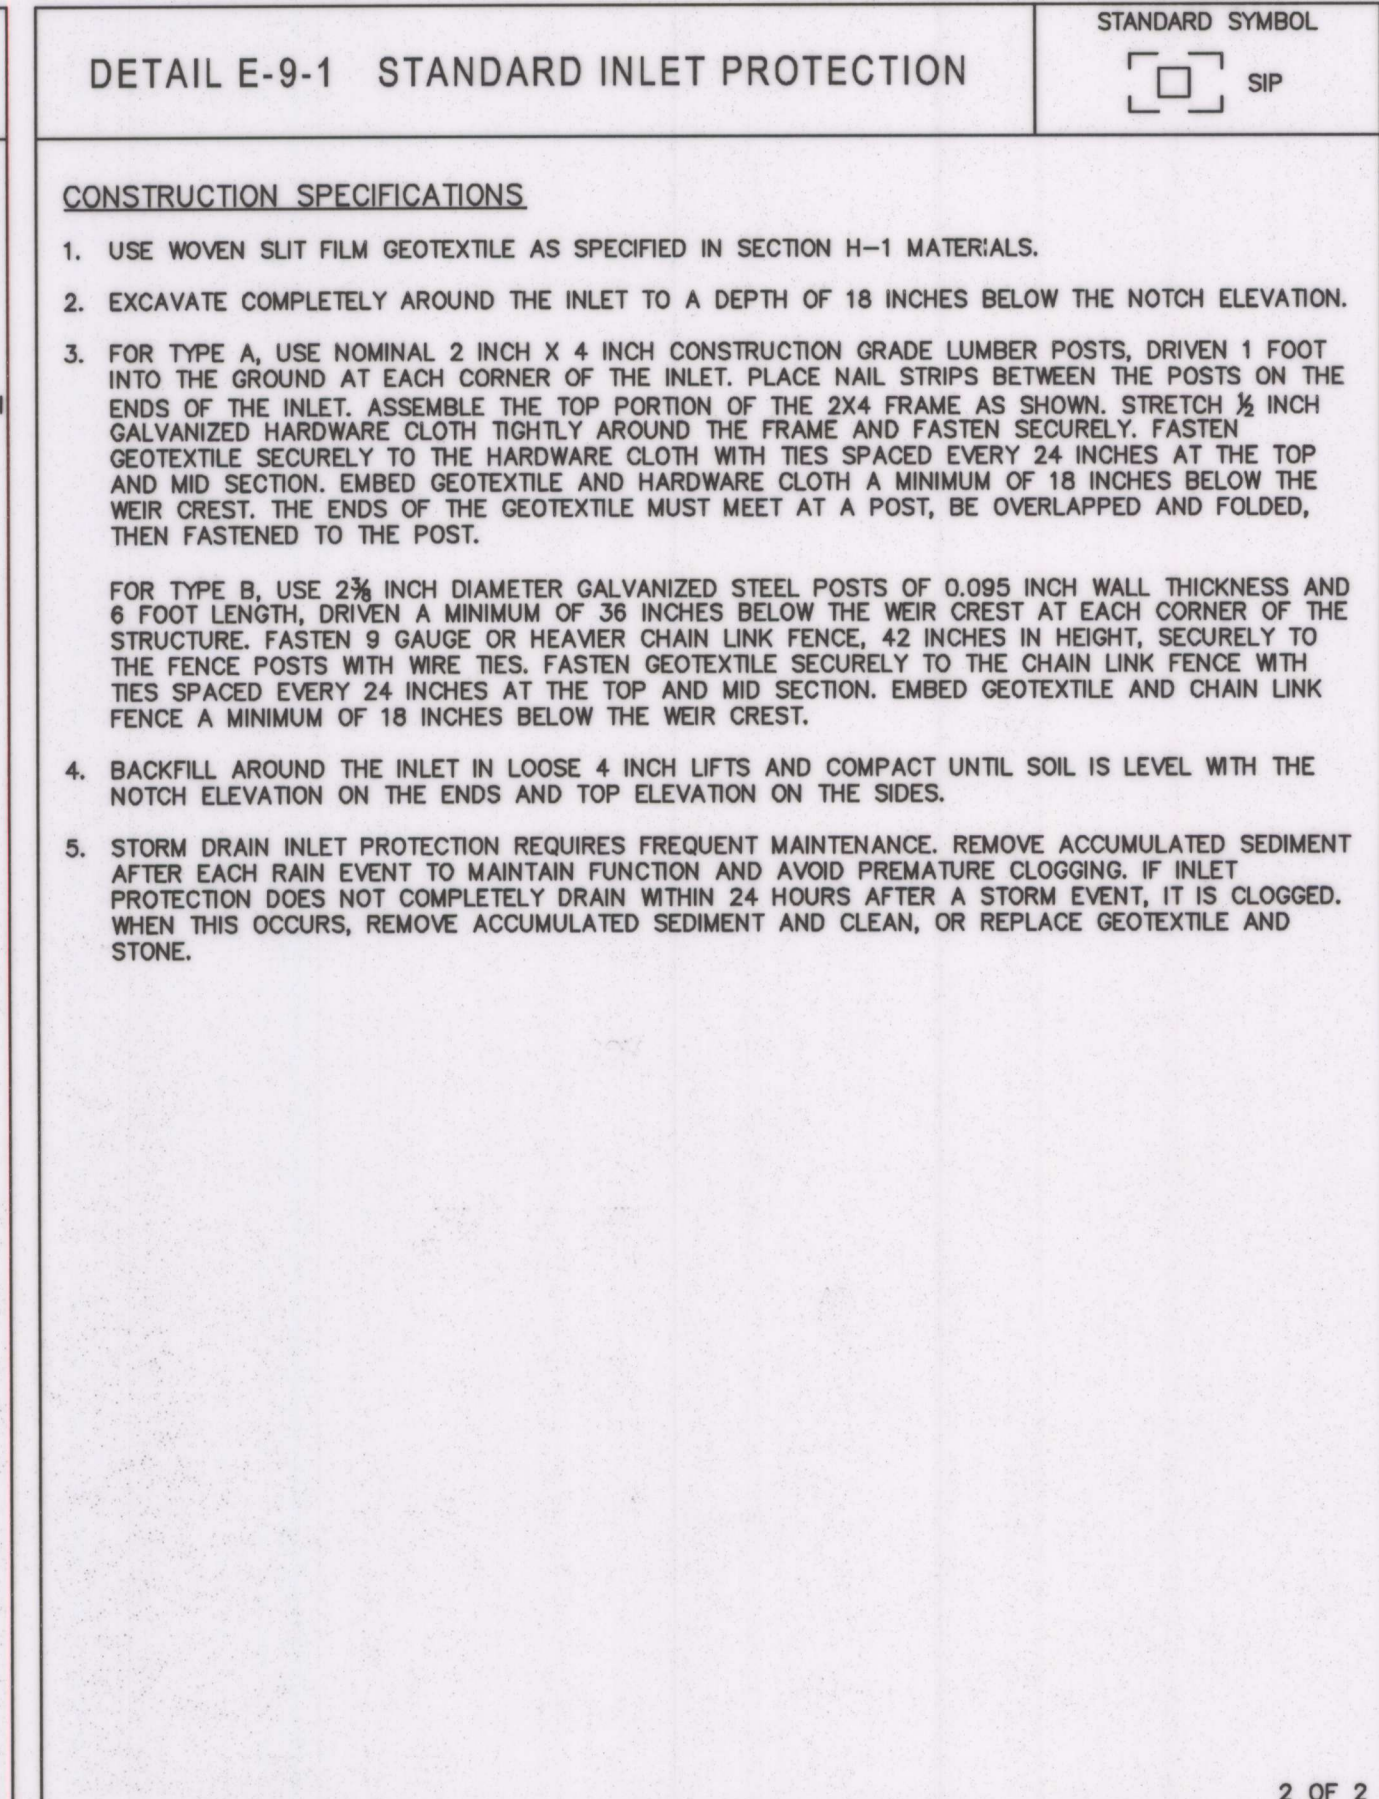 DETAIL E-9-1 STANDARD INLET PROTECTION
STANDARD SYMBOL
SIP
CONSTRUCTION SPECIFICATIONS
1. USE WOVEN SLIT FILM GEOTEXTILE AS SPECIFIED IN SECTION H-1 MATERIALS.
2. EXCAVATE COMPLETELY AROUND THE INLET TO A DEPTH OF 18 INCHES BELOW THE NOTCH ELEVATION.
3. FOR TYPE A, USE NOMINAL 2 INCH X 4 INCH CONSTRUCTION GRADE LUMBER POSTS, DRIVEN 1 FOOT
INTO THE GROUND AT EACH CORNER OF THE INLET. PLACE NAIL STRIPS BETWEEN THE POSTS ON THE
ENDS OF THE INLET. ASSEMBLE THE TOP PORTION OF THE 2X4 FRAME AS SHOWN. STRETCH ½ INCH
GALVANIZED HARDWARE CLOTH TIGHTLY AROUND THE FRAME AND FASTEN SECURELY. FASTEN
GEOTEXTILE SECURELY TO THE HARDWARE CLOTH WITH TIES SPACED EVERY 24 INCHES AT THE TOP
AND MID SECTION. EMBED GEOTEXTILE AND HARDWARE CLOTH A MINIMUM OF 18 INCHES BELOW THE
WEIR CREST. THE ENDS OF THE GEOTEXTILE MUST MEET AT A POST, BE OVERLAPPED AND FOLDED,
THEN FASTENED TO THE POST.
FOR TYPE B, USE 2⅜ INCH DIAMETER GALVANIZED STEEL POSTS OF 0.095 INCH WALL THICKNESS AND
6 FOOT LENGTH, DRIVEN A MINIMUM OF 36 INCHES BELOW THE WEIR CREST AT EACH CORNER OF THE
STRUCTURE. FASTEN 9 GAUGE OR HEAVIER CHAIN LINK FENCE, 42 INCHES IN HEIGHT, SECURELY TO
THE FENCE POSTS WITH WIRE TIES. FASTEN GEOTEXTILE SECURELY TO THE CHAIN LINK FENCE WITH
TIES SPACED EVERY 24 INCHES AT THE TOP AND MID SECTION. EMBED GEOTEXTILE AND CHAIN LINK
FENCE A MINIMUM OF 18 INCHES BELOW THE WEIR CREST.
4. BACKFILL AROUND THE INLET IN LOOSE 4 INCH LIFTS AND COMPACT UNTIL SOIL IS LEVEL WITH THE
NOTCH ELEVATION ON THE ENDS AND TOP ELEVATION ON THE SIDES.
5. STORM DRAIN INLET PROTECTION REQUIRES FREQUENT MAINTENANCE. REMOVE ACCUMULATED SEDIMENT
AFTER EACH RAIN EVENT TO MAINTAIN FUNCTION AND AVOID PREMATURE CLOGGING. IF INLET
PROTECTION DOES NOT COMPLETELY DRAIN WITHIN 24 HOURS AFTER A STORM EVENT, IT IS CLOGGED.
WHEN THIS OCCURS, REMOVE ACCUMULATED SEDIMENT AND CLEAN, OR REPLACE GEOTEXTILE AND
STONE.
2 OF 2